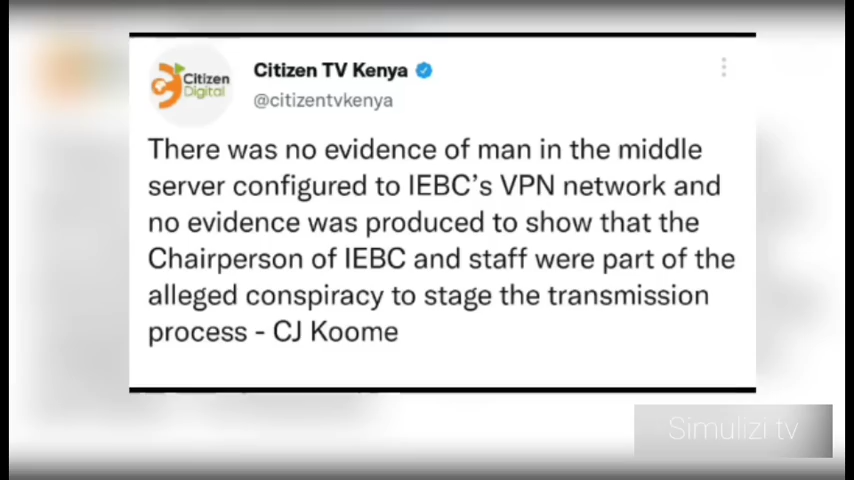 Citizen
Digital
Citizen TV Kenya
@citizentvkenya
There was no evidence of man in the middle
server configured to IEBC’s VPN network and
no evidence was produced to show that the
Chairperson of IEBC and staff were part of the
alleged conspiracy to stage the transmission
process - CJ Koome
Simulizi tv